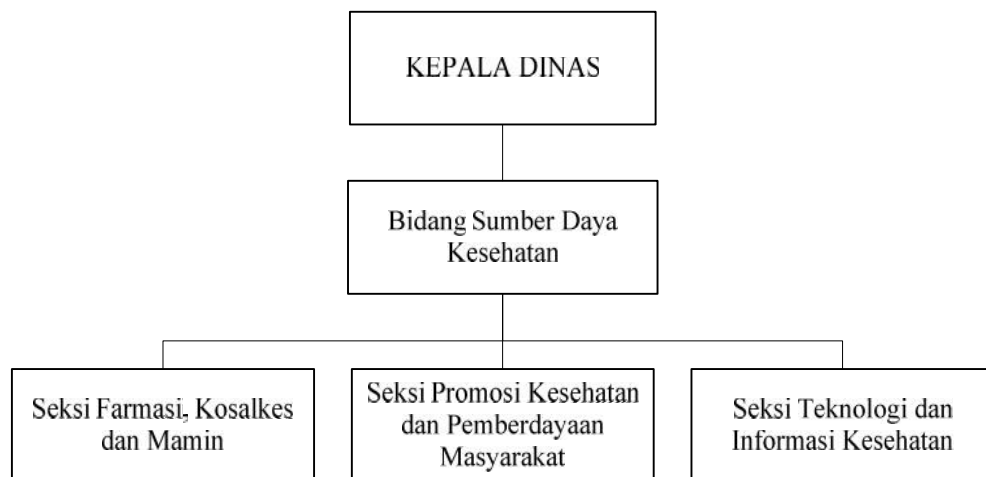 KEPALA DINAS
Bidang Sumber Daya
Kesehatan
Seksi Farmasi, Kosalkes
dan Mamin
Seksi Promosi Kesehatan
dan Pemberdayaan
Masyarakat
Seksi Teknologi dan
Informasi Kesehatan